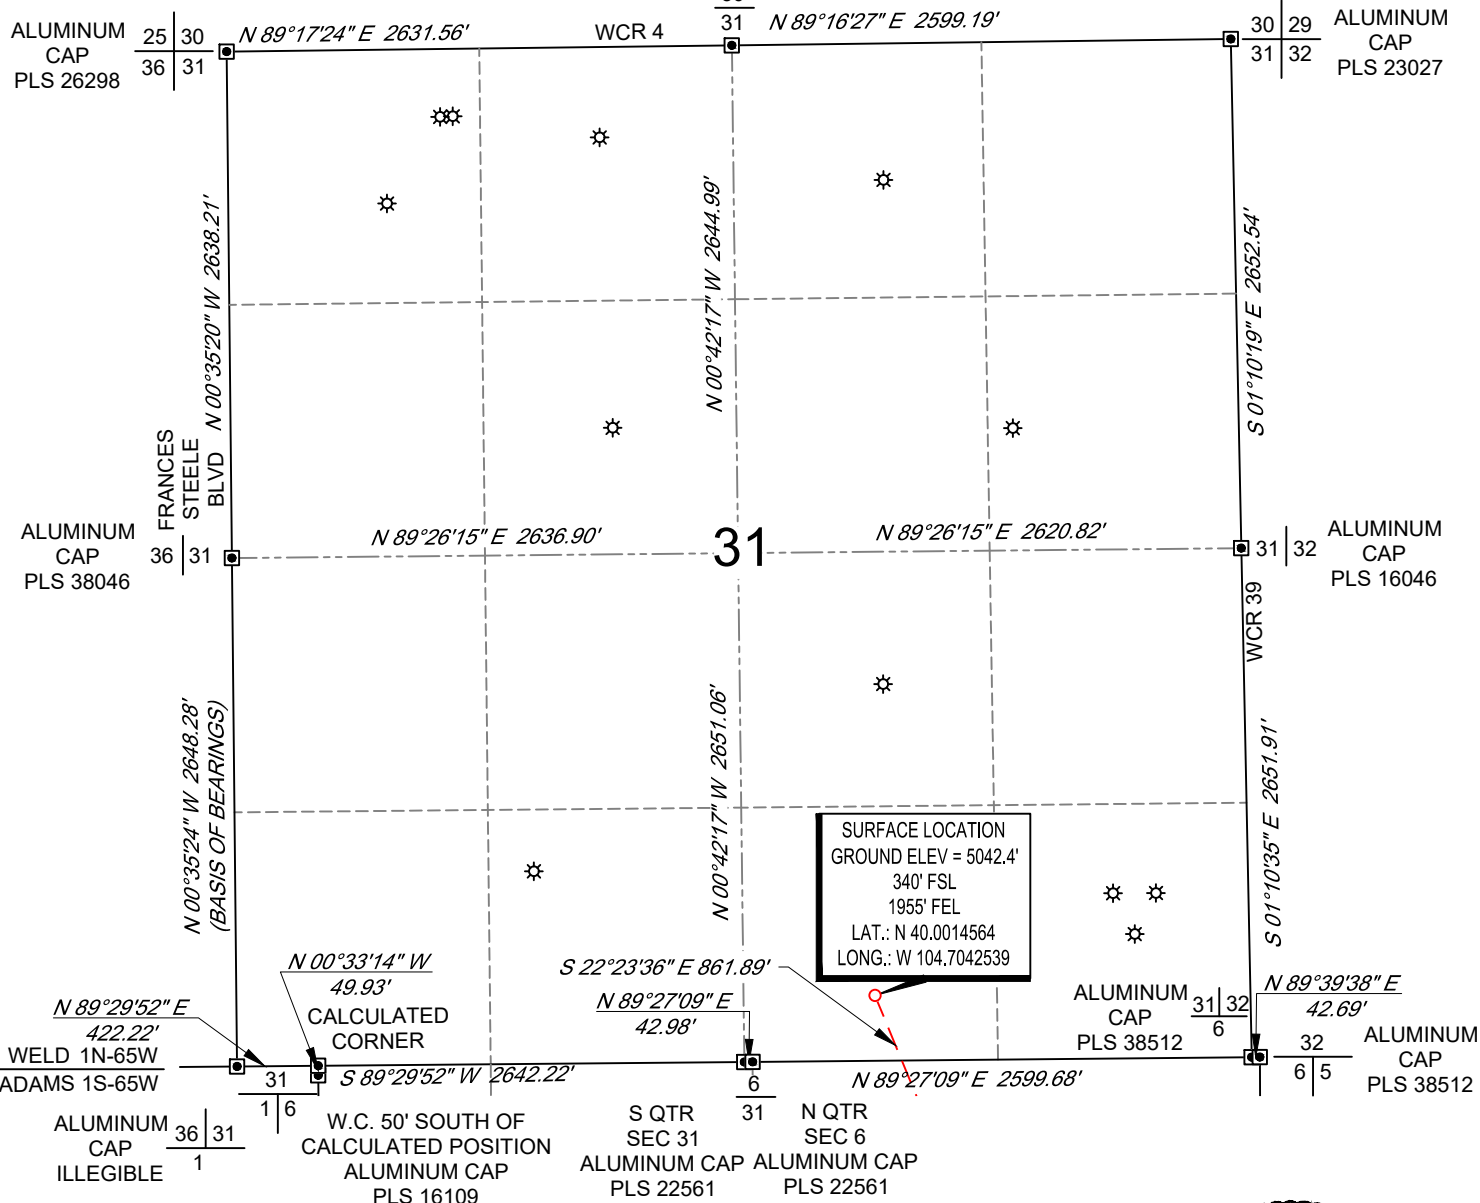 ALUMINUM
CAP
PLS 26298
25 30
36 31
N 89°17'24" E 2631.56'
WCR 4
31
N 89°16'27" E 2599.19'
30 29
31 32
ALUMINUM
CAP
PLS 23027
N 00°35'20" W 2638.21'
N 00°42'17" W 2644.99'
S 01°10'19" E 2652.54'
FRANCES
STEELE
BLVD
ALUMINUM
CAP
PLS 38046
36 31
N 89°26'15" E 2636.90'
31
N 89°26'15" E 2620.82'
31 32
ALUMINUM
CAP
PLS 16046
WCR 39
N 00°35'24" W 2648.28'
(BASIS OF BEARINGS)
N 00°42'17" W 2651.06'
S 01°10'35" E 2651.91'
SURFACE LOCATION
GROUND ELEV = 5042.4'
340' FSL
1955' FEL
LAT.: N 40.0014564
LONG.: W 104.7042539
N 00°33'14" W
49.93'
CALCULATED
CORNER
S 22°23'36" E 861.89'
N 89°27'09" E
42.98'
ALUMINUM
CAP
PLS 38512
31 32
6
N 89°39'38" E
42.69'
N 89°29'52" E
422.22'
WELD 1N-65W
ADAMS 1S-65W
31
1 6
S 89°29'52" W 2642.22'
6
31
N 89°27'09" E 2599.68'
32
6 5
ALUMINUM
CAP
PLS 38512
ALUMINUM
CAP
ILLEGIBLE
36 31
1
W.C. 50' SOUTH OF
CALCULATED POSITION
ALUMINUM CAP
PLS 16109
S QTR
SEC 31
ALUMINUM CAP
PLS 22561
N QTR
SEC 6
ALUMINUM CAP
PLS 22561